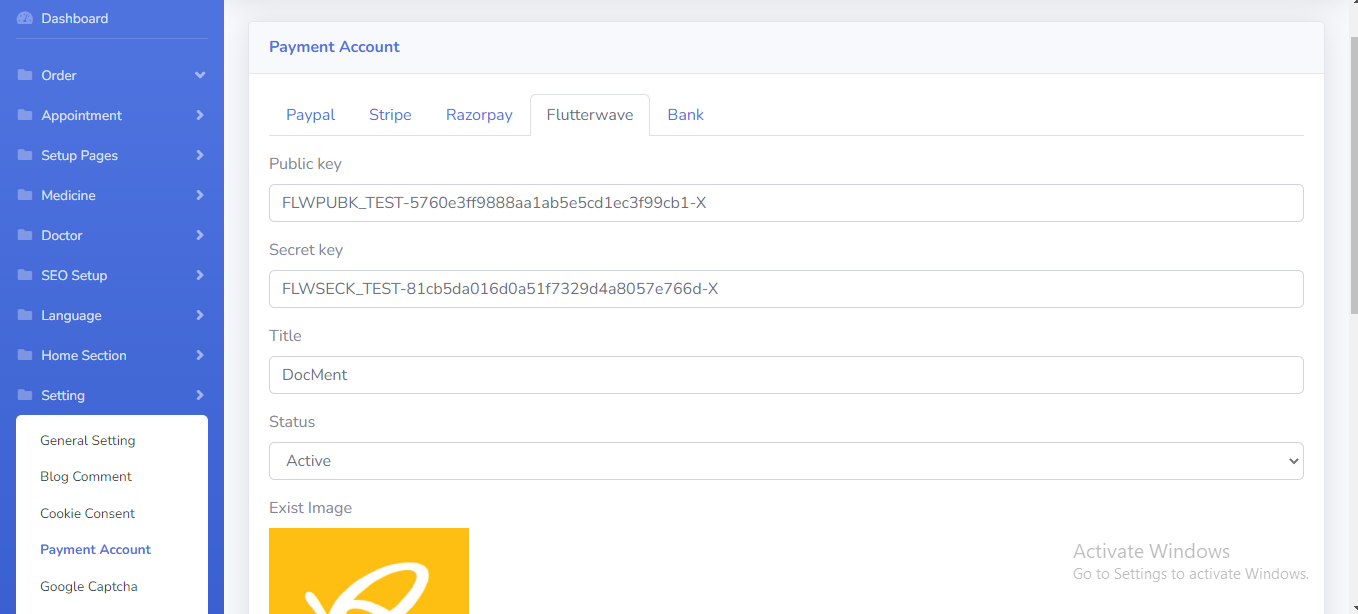 Dashboard
Order
Appointment
Setup Pages
Medicine
Doctor
SEO Setup
Language
Home Section
Setting
General Setting
Blog Comment
Cookie Consent
Payment Account
Google Captcha
Payment Account
Paypal Stripe Razorpay Flutterwave Bank
Public key
FLWPUBK_TEST-5760e3ff9888aa1ab5e5cd1ec3f99cb1-X
Secret key
FLWSECK_TEST-81cb5da016d0a51f7329d4a8057e766d-X
Title
DocMent
Status
Active
Exist Image
Activate Windows
Go to Settings to activate Windows.